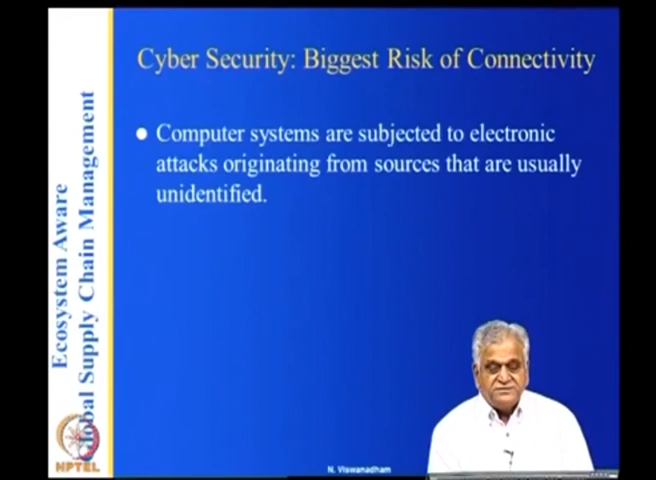 Cyber Security: Biggest Risk of Connectivity
Computer systems are subjected to electronic
attacks originating from sources that are usually
unidentified.
Ecosystem Aware
Global Supply Chain Management
NPTEL
N. Viswanadham